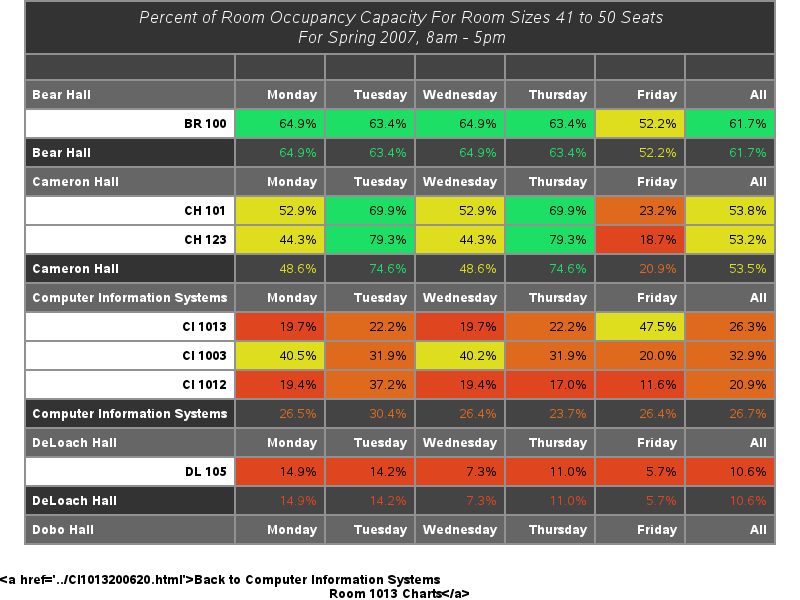 Percent of Room Occupancy Capacity For Room Sizes 41 to 50 Seats
For Spring 2007, 8am - 5pm
Bear Hall Monday Tuesday Wednesday Thursday Friday All
BR 100 64.9% 63.4% 64.9% 63.4% 52.2% 61.7%
Bear Hall 64.9% 63.4% 64.9% 63.4% 52.2% 61.7%
Cameron Hall Monday Tuesday Wednesday Thursday Friday All
CH 101 52.9% 69.9% 52.9% 69.9% 23.2% 53.8%
CH 123 44.3% 79.3% 44.3% 79.3% 18.7% 53.2%
Cameron Hall 48.6% 74.6% 48.6% 74.6% 20.9% 53.5%
Computer Information Systems Monday Tuesday Wednesday Thursday Friday All
CI 1013 19.7% 22.2% 19.7% 22.2% 47.5% 26.3%
CI 1003 40.5% 31.9% 40.2% 31.9% 20.0% 32.9%
CI 1012 19.4% 37.2% 19.4% 17.0% 11.6% 20.9%
Computer Information Systems 26.5% 30.4% 26.4% 23.7% 26.4% 26.7%
DeLoach Hall Monday Tuesday Wednesday Thursday Friday All
DL 105 14.9% 14.2% 7.3% 11.0% 5.7% 10.6%
DeLoach Hall 14.9% 14.2% 7.3% 11.0% 5.7% 10.6%
Dobo Hall Monday Tuesday Wednesday Thursday Friday All
<a href='../CI1013200620.html'>Back to Computer Information Systems
Room 1013 Charts</a>